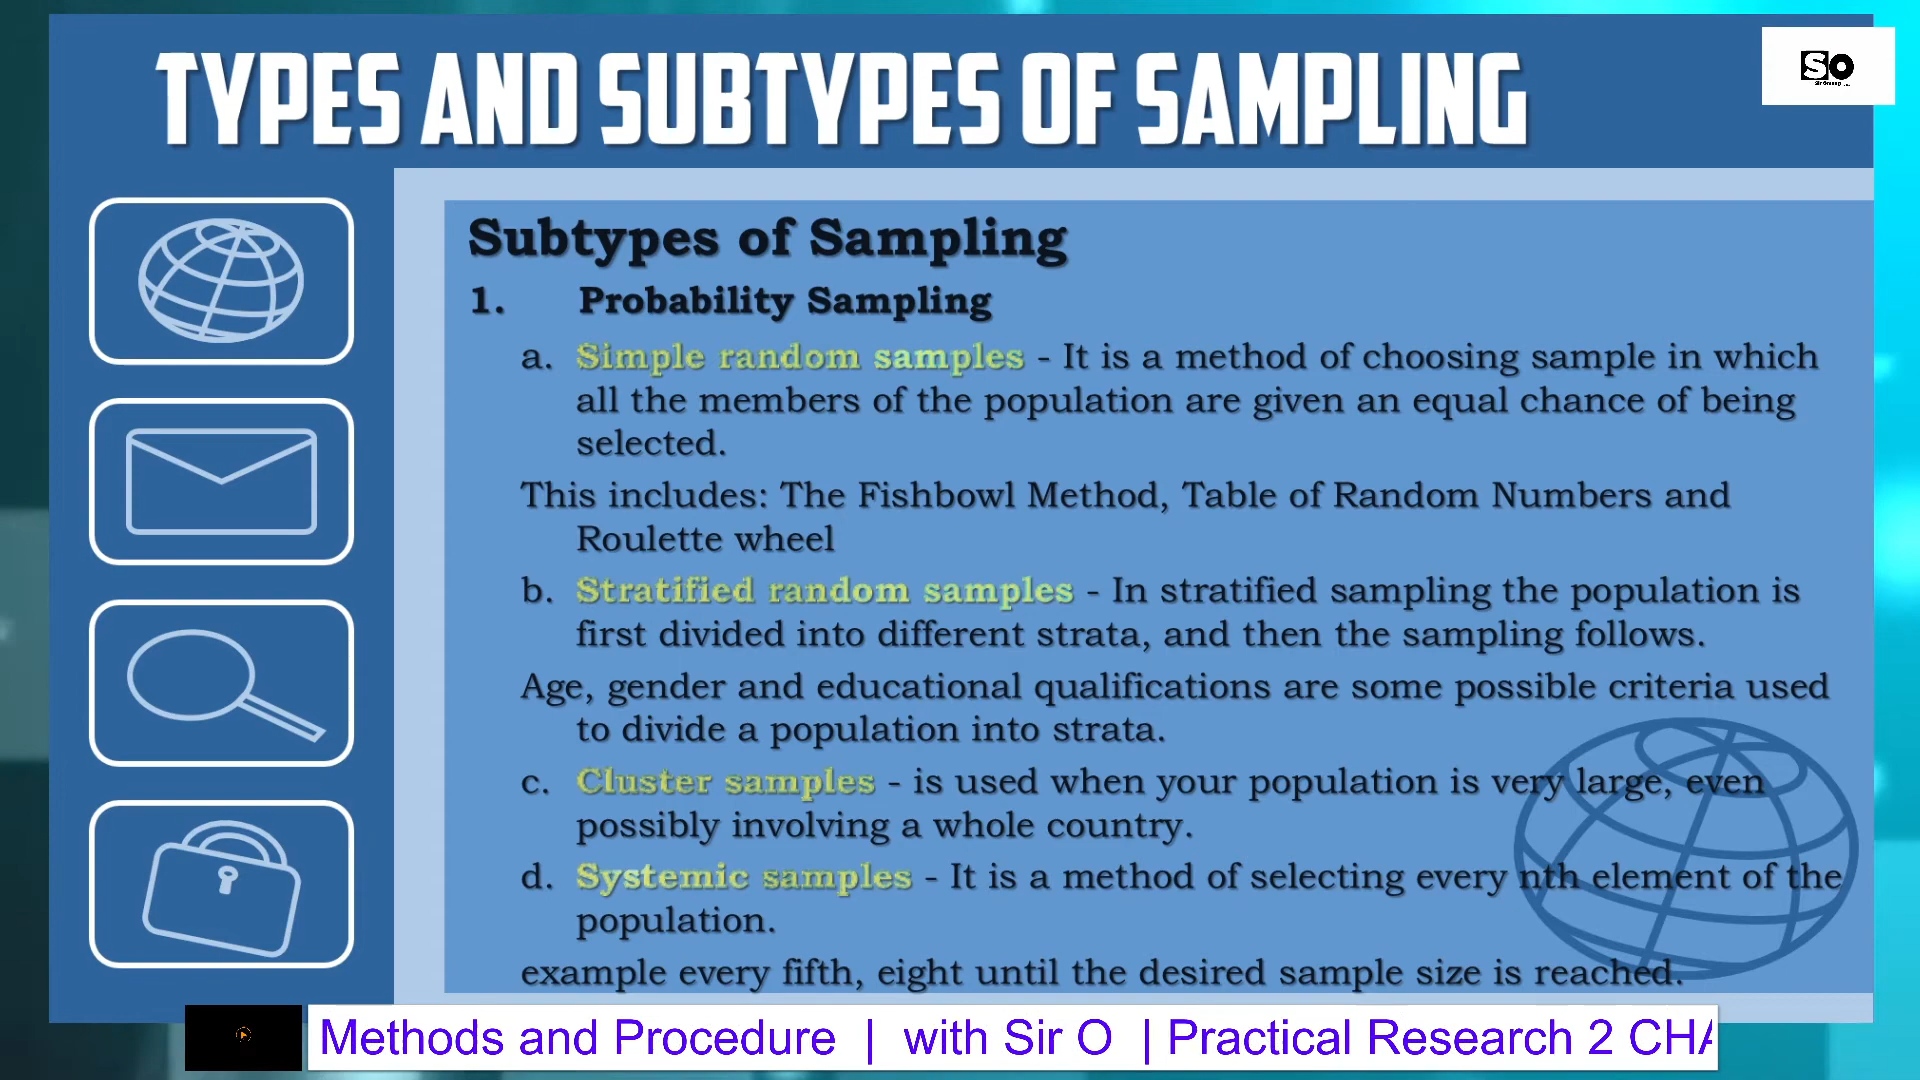 TYPES AND SUBTYPES OF SAMPLING
SO
Subtypes of Sampling
1. Probability Sampling
a. Simple random samples - It is a method of choosing sample in which
all the members of the population are given an equal chance of being
selected.
This includes: The Fishbowl Method, Table of Random Numbers and
Roulette wheel
b. Stratified random samples - In stratified sampling the population is
first divided into different strata, and then the sampling follows.
Age, gender and educational qualifications are some possible criteria used
to divide a population into strata.
c. Cluster samples - is used when your population is very large, even
possibly involving a whole country.
d. Systemic samples - It is a method of selecting every nth element of the
population.
example every fifth, eight until the desired sample size is reached.
Methods and Procedure | with Sir O | Practical Research 2 CHA